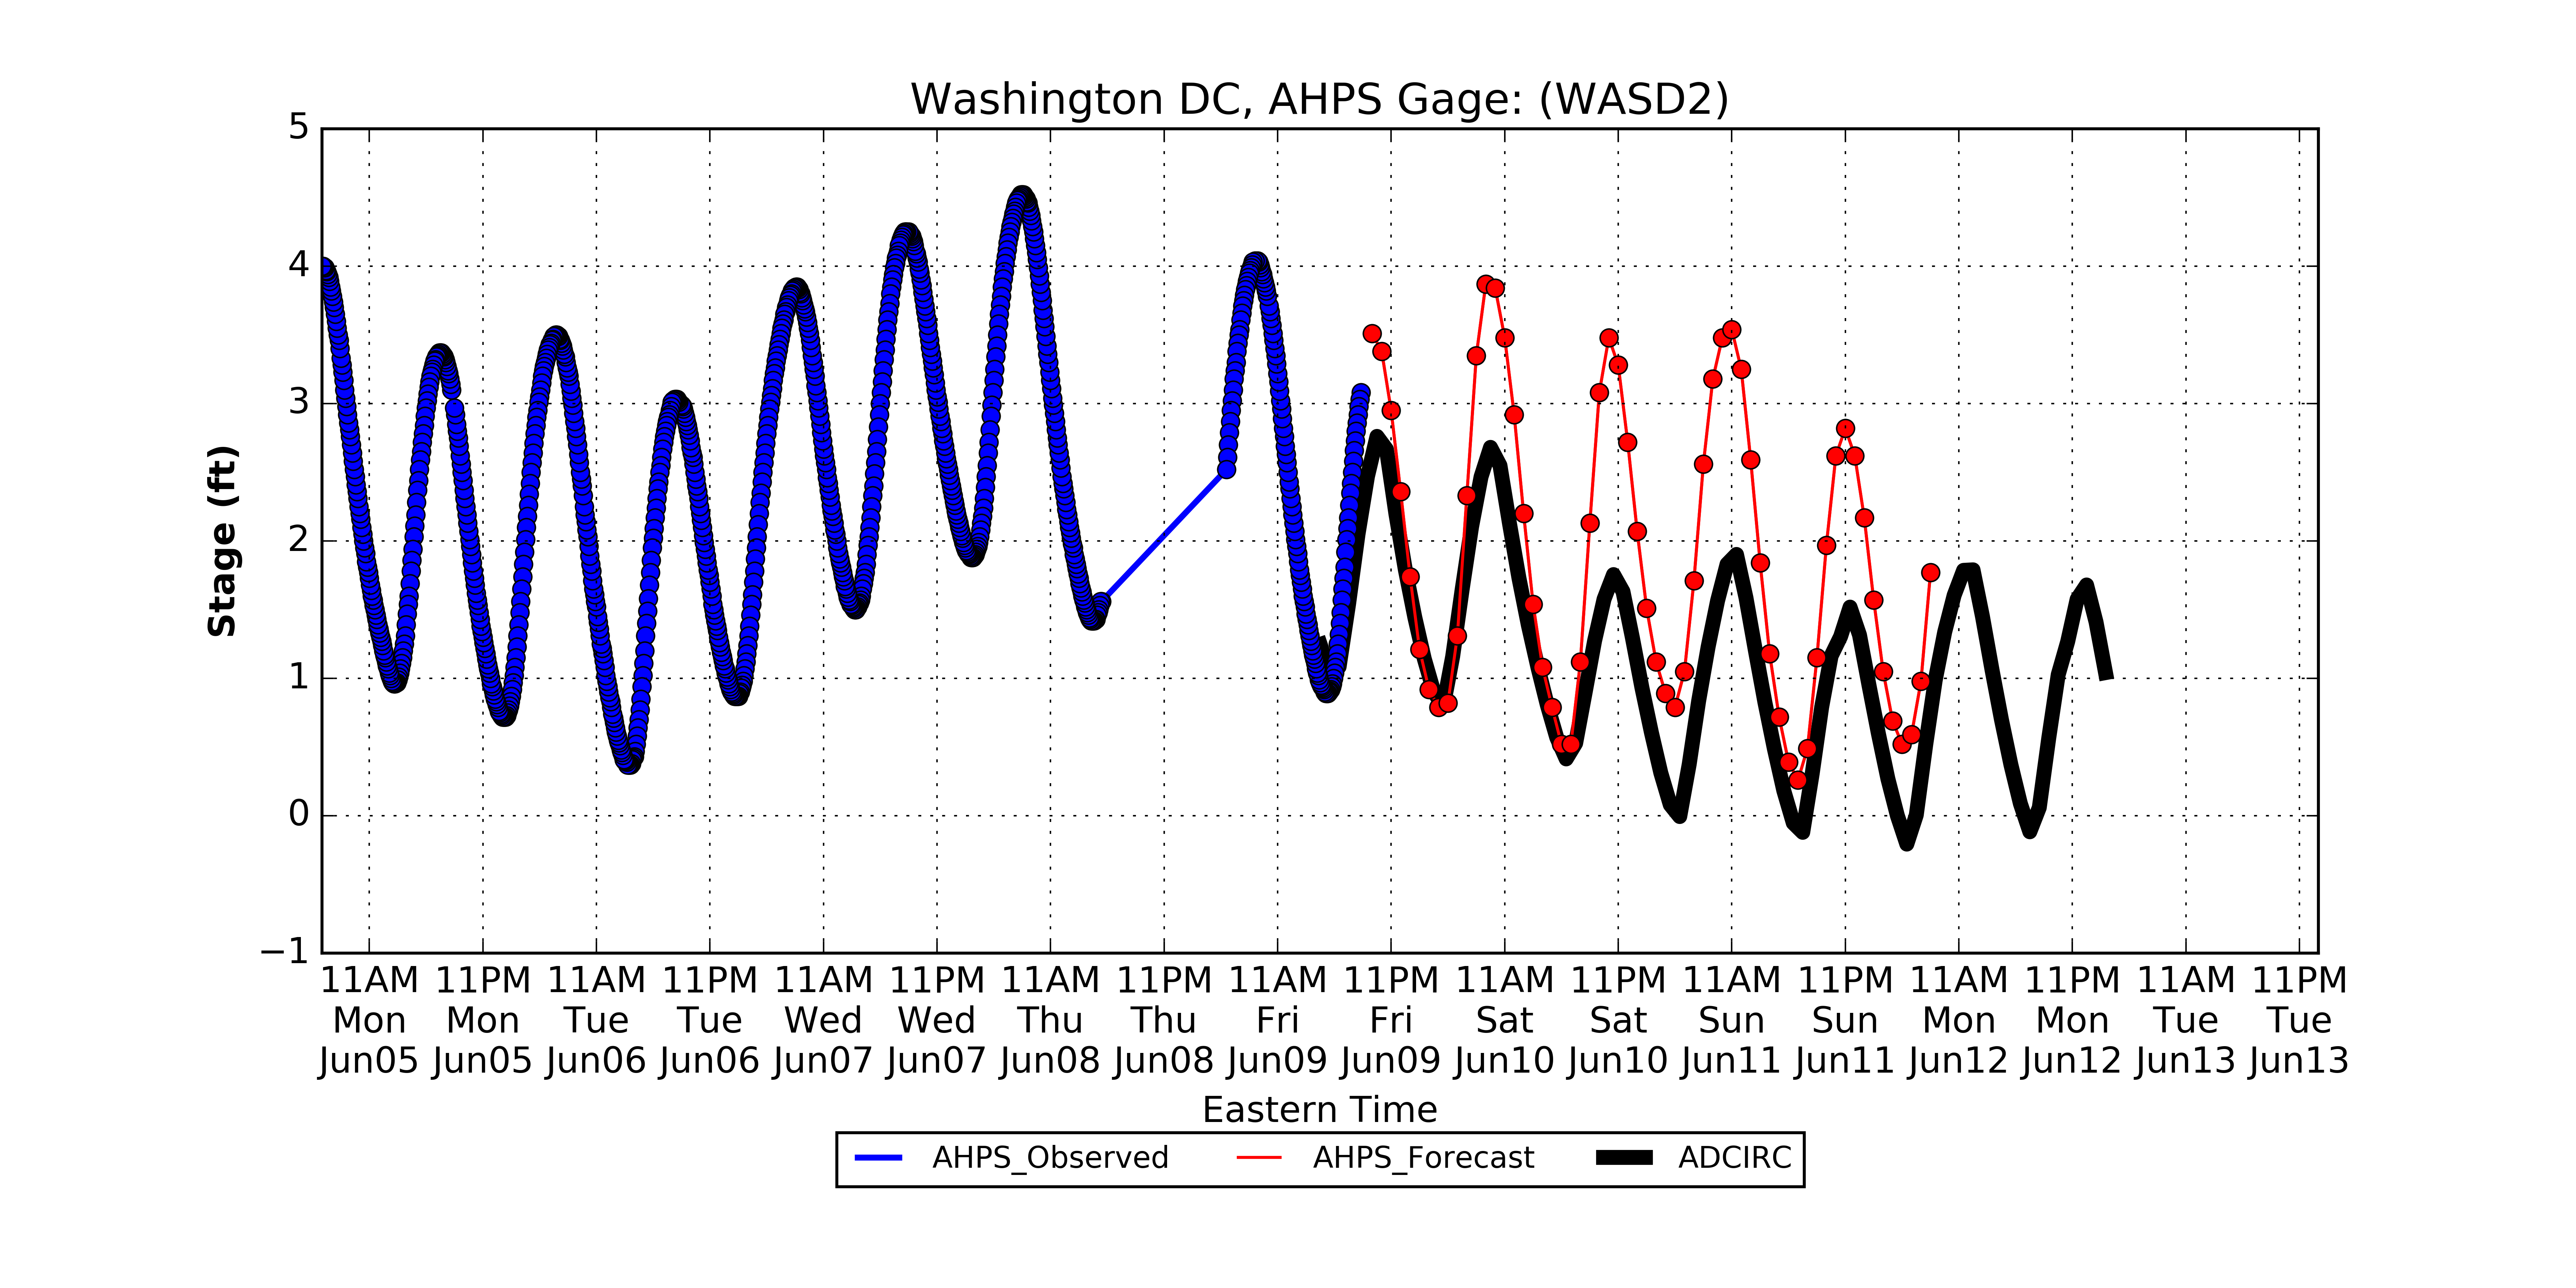 Washington DC, AHPS Gage: (WASD2)
5
4
3
2
1
0
−1
Stage (ft)
11AM 11PM 11AM 11PM 11AM 11PM 11AM 11PM 11AM 11PM 11AM 11PM 11AM 11PM 11AM 11PM 11AM 11PM
Mon Mon Tue Tue Wed Wed Thu Thu Fri Fri Sat Sat Sun Sun Mon Mon Tue Tue
Jun05 Jun05 Jun06 Jun06 Jun07 Jun07 Jun08 Jun08 Jun09 Jun09 Jun10 Jun10 Jun11 Jun11 Jun12 Jun12 Jun13 Jun13
Eastern Time
AHPS_Observed AHPS_Forecast ADCIRC